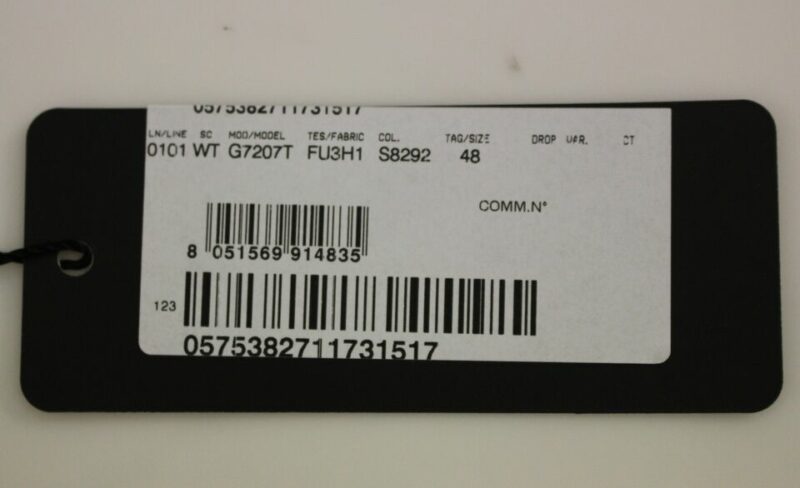 0575382711731517
LN/LINE SC MOD/MODEL TES/FABRIC COL. TAG/SIZE DROP VAR. CT
0101 WT G7207T FU3H1 S8292 48
COMM.N°
8 051569 914835
123
0575382711731517